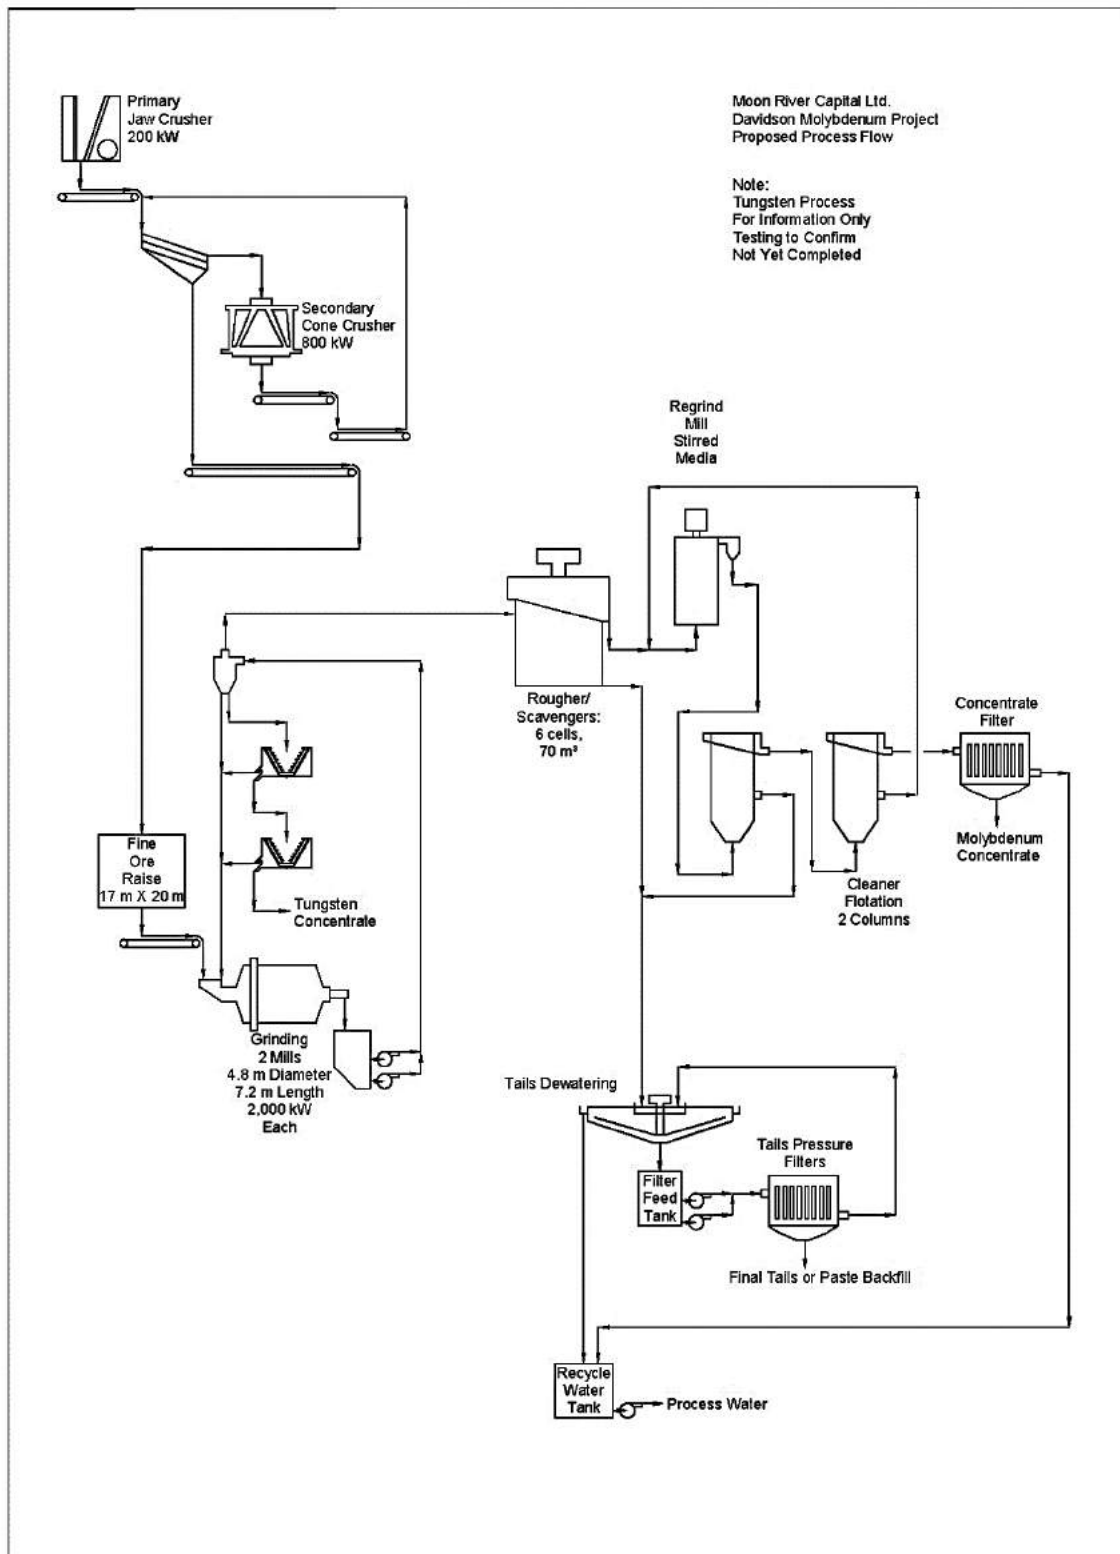 Primary
Jaw Crusher
200 kW
Moon River Capital Ltd.
Davidson Molybdenum Project
Proposed Process Flow
Note:
Tungsten Process
For Information Only
Testing to Confirm
Not Yet Completed
Secondary
Cone Crusher
800 kW
Regrind
Mill
Stirred
Media
Rougher/
Scavengers:
6 cells,
70 m³
Concentrate
Filter
Molybdenum
Concentrate
Cleaner
Flotation
2 Columns
Fine
Ore
Raise
17 m X 20 m
Tungsten
Concentrate
Grinding
2 Mills
4.8 m Diameter
7.2 m Length
2,000 kW
Each
Tails Dewatering
Filter
Feed
Tank
Tails Pressure
Filters
Final Tails or Paste Backfill
Recycle
Water
Tank
Process Water